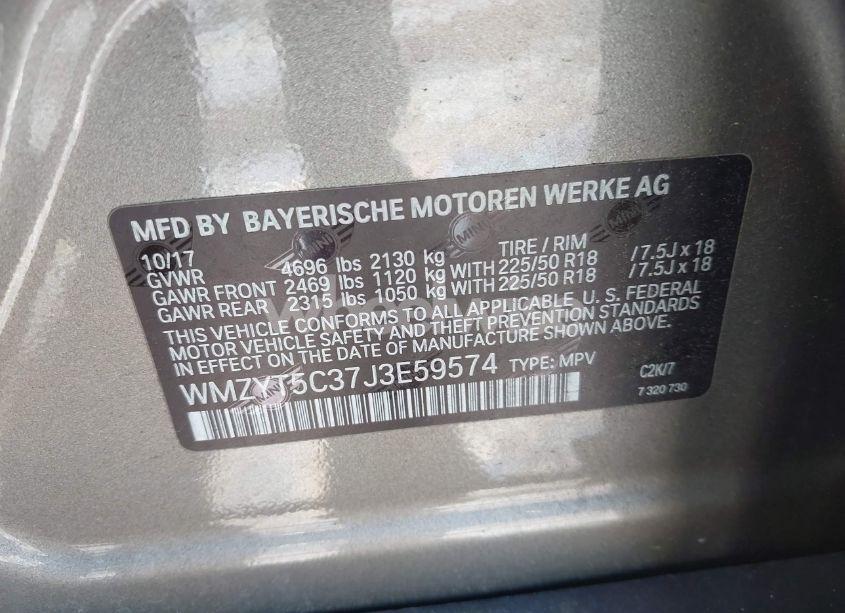 MFD BY BAYERISCHE MOTOREN WERKE AG
10/17 TIRE / RIM
GVWR 4696 lbs 2130 kg
GAWR FRONT 2469 lbs 1120 kg WITH 225/50 R18 /7.5J x 18
GAWR REAR 2315 lbs 1050 kg WITH 225/50 R18 /7.5J x 18
THIS VEHICLE CONFORMS TO ALL APPLICABLE U. S. FEDERAL
MOTOR VEHICLE SAFETY AND THEFT PREVENTION STANDARDS
IN EFFECT ON THE DATE OF MANUFACTURE SHOWN ABOVE.
WMZYT5C37J3E59574 TYPE: MPV C2K/7
7 320 730
MINI
MINI